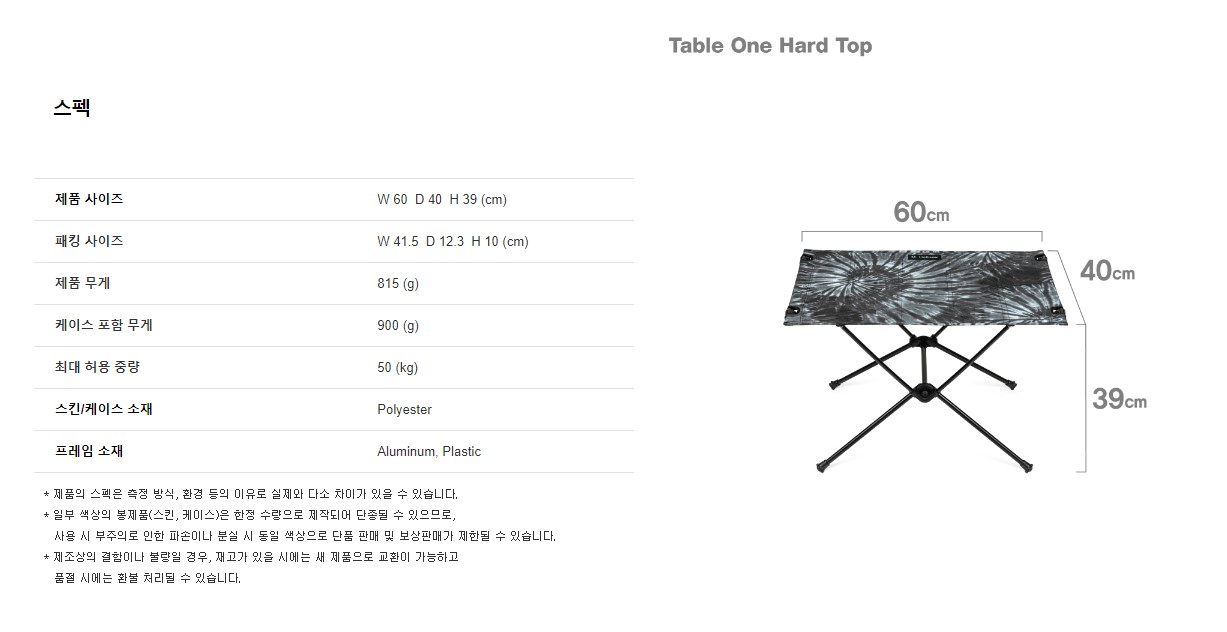 Table One Hard Top
스펙
제품 사이즈 W 60 D 40 H 39 (cm)
패킹 사이즈 W 41.5 D 12.3 H 10 (cm)
제품 무게 815 (g)
케이스 포함 무게 900 (g)
최대 허용 중량 50 (kg)
스킨/케이스 소재 Polyester
프레임 소재 Aluminum, Plastic
* 제품의 스펙은 측정 방식, 환경 등의 이유로 실제와 다소 차이가 있을 수 있습니다.
* 일부 색상의 봉제품(스킨, 케이스)은 한정 수량으로 제작되어 단종될 수 있으므로,
사용 시 부주의로 인한 파손이나 분실 시 동일 색상으로 단품 판매 및 보상판매가 제한될 수 있습니다.
* 제조상의 결함이나 불량일 경우, 재고가 있을 시에는 새 제품으로 교환이 가능하고
품절 시에는 환불 처리될 수 있습니다.
60cm
40cm
39cm